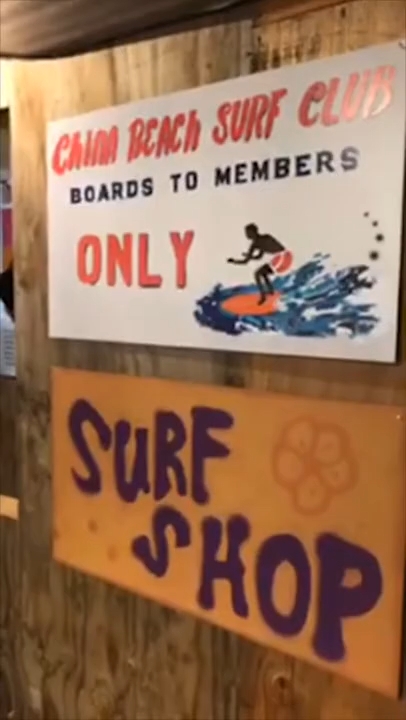 China BEACH SURF CLUB
BOARDS TO MEMBERS
ONLY
SURF
SHOP